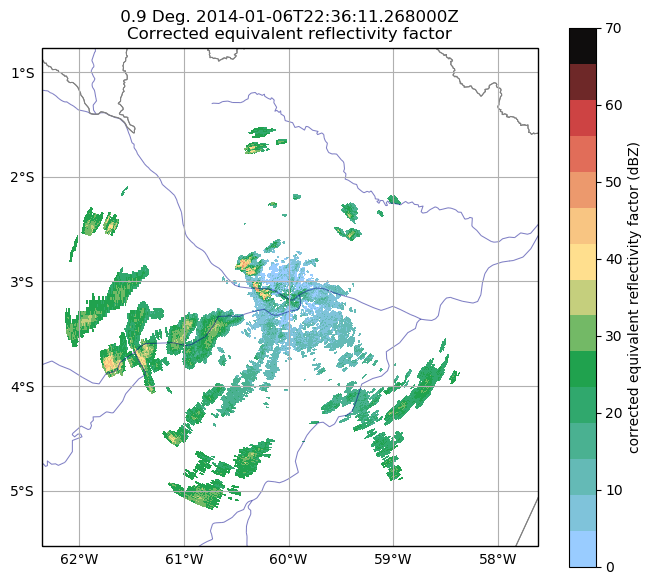 0.9 Deg. 2014-01-06T22:36:11.268000Z
Corrected equivalent reflectivity factor
1°S
2°S
3°S
4°S
5°S
62°W 61°W 60°W 59°W 58°W
70
60
50
40
30
20
10
0
corrected equivalent reflectivity factor (dBZ)